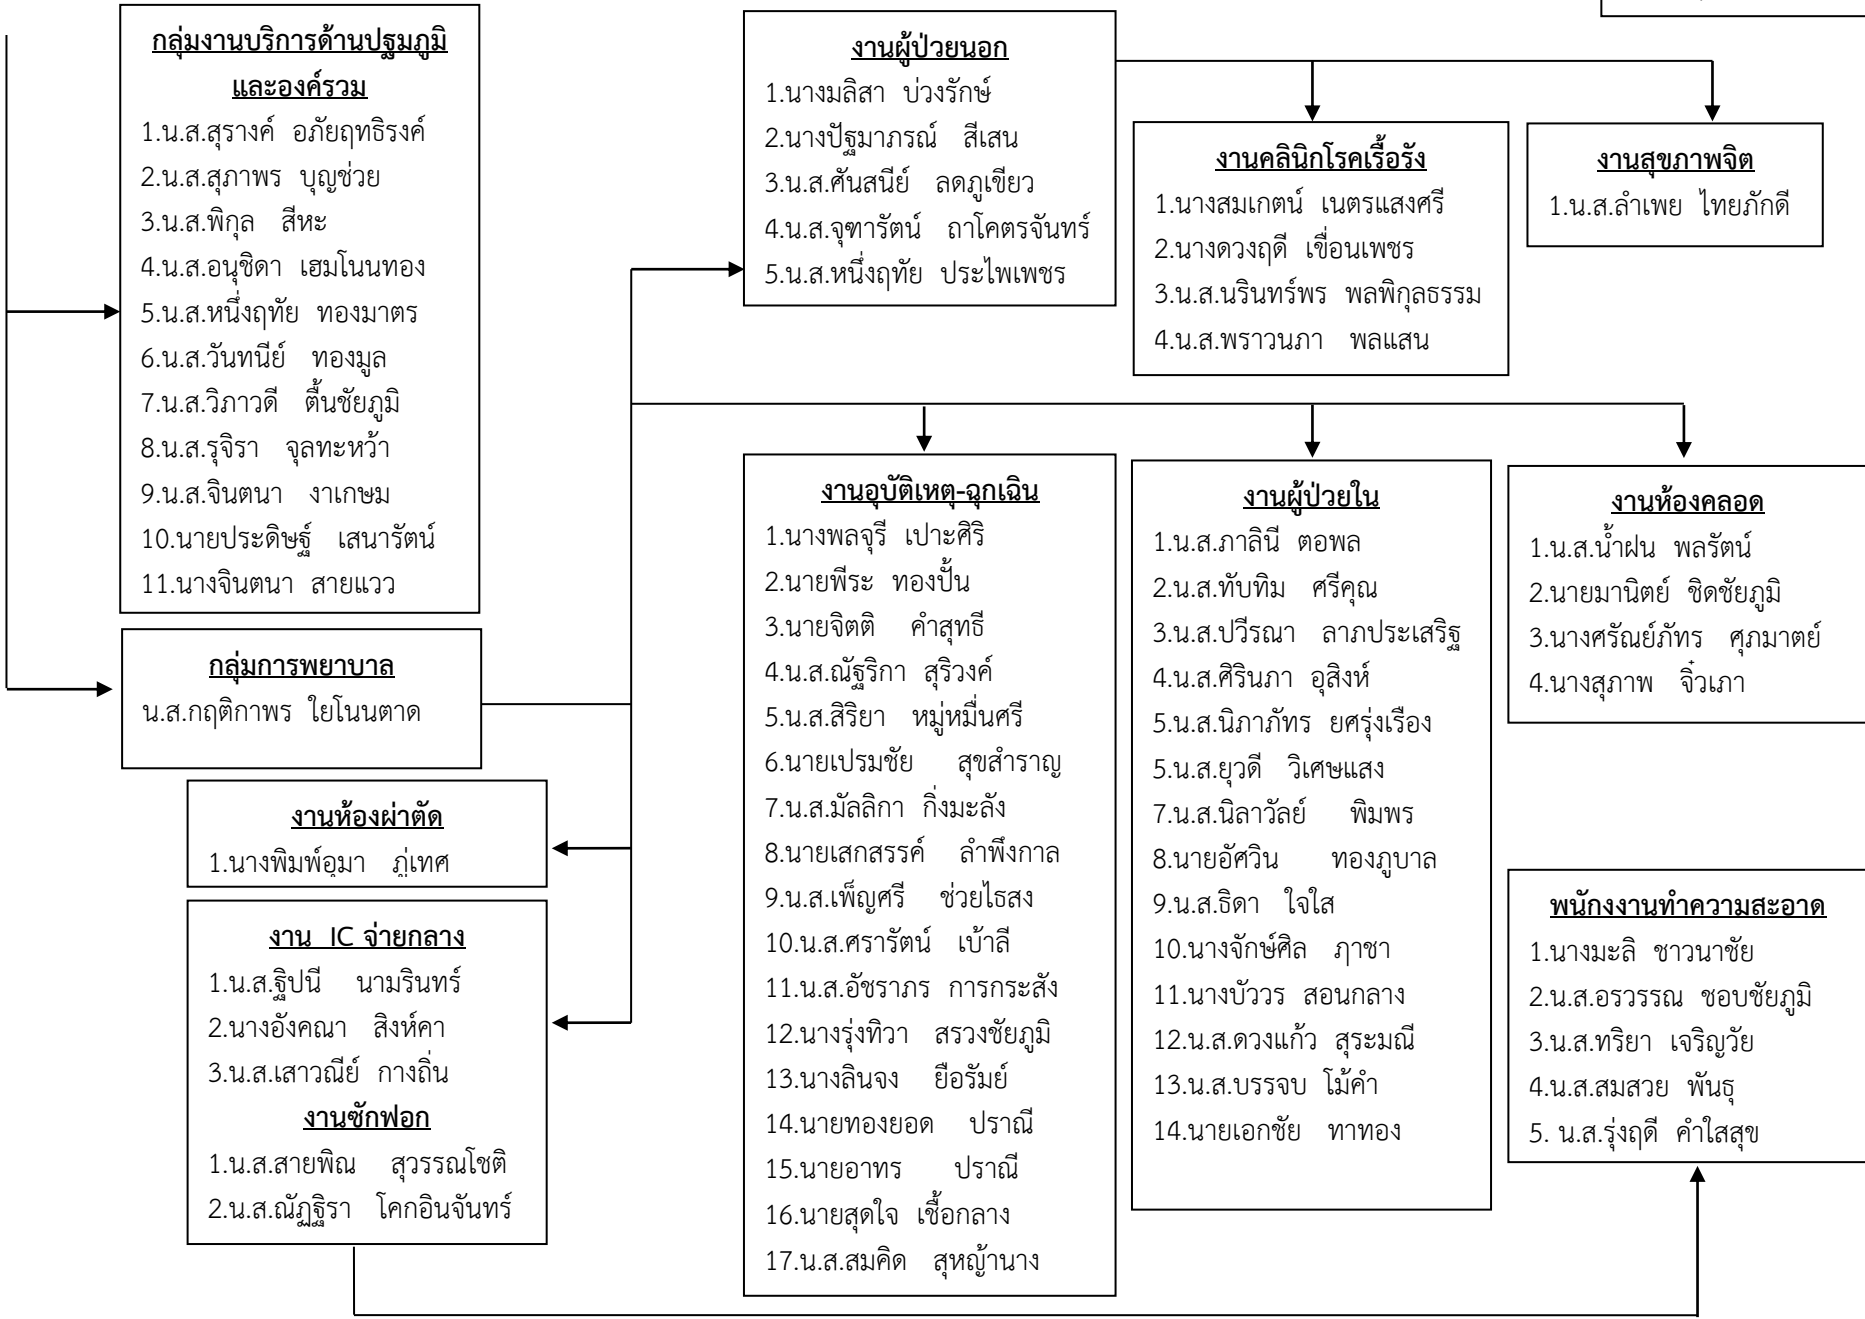 กลุ่มงานบริการด้านปฐมภูมิ
และองค์รวม
1.น.ส.สุรางค์ อภัยฤทธิรงค์
2.น.ส.สุภาพร บุญช่วย
3.น.ส.พิกุล สีหะ
4.น.ส.อนุชิดา เฮมโนนทอง
5.น.ส.หนึ่งฤทัย ทองมาตร
6.น.ส.วันทนีย์ ทองมูล
7.น.ส.วิภาวดี ตื้นชัยภูมิ
8.น.ส.รุจิรา จุลทะหว้า
9.น.ส.จินตนา งาเกษม
10.นายประดิษฐ์ เสนารัตน์
11.นางจินตนา สายแวว
กลุ่มการพยาบาล
น.ส.กฤติกาพร ใยโนนตาด
งานห้องผ่าตัด
1.นางพิมพ์อุมา ภู่เทศ
งาน IC จ่ายกลาง
1.น.ส.ฐิปนี นามรินทร์
2.นางอังคณา สิงห์คา
3.น.ส.เสาวณีย์ กางถิ่น
งานซักฟอก
1.น.ส.สายพิณ สุวรรณโชติ
2.น.ส.ณัฏฐิรา โคกอินจันทร์
งานผู้ป่วยนอก
1.นางมลิสา บ่วงรักษ์
2.นางปัฐมาภรณ์ สีเสน
3.น.ส.ศันสนีย์ ลดภูเขียว
4.น.ส.จุฑารัตน์ ถาโคตรจันทร์
5.น.ส.หนึ่งฤทัย ประไพเพชร
งานคลินิกโรคเรื้อรัง
1.นางสมเกตน์ เนตรแสงศรี
2.นางดวงฤดี เขื่อนเพชร
3.น.ส.นรินทร์พร พลพิกุลธรรม
4.น.ส.พราวนภา พลแสน
งานสุขภาพจิต
1.น.ส.ลำเพย ไทยภักดี
งานอุบัติเหตุ-ฉุกเฉิน
1.นางพลจุรี เปาะศิริ
2.นายพีระ ทองปั้น
3.นายจิตติ คำสุทธี
4.น.ส.ณัฐริกา สุริวงค์
5.น.ส.สิริยา หมู่หมื่นศรี
6.นายเปรมชัย สุขสำราญ
7.น.ส.มัลลิกา กิ่งมะลัง
8.นายเสกสรรค์ ลำพึงกาล
9.น.ส.เพ็ญศรี ช่วยไธสง
10.น.ส.ศรารัตน์ เบ้าลี
11.น.ส.อัชราภร การกระสัง
12.นางรุ่งทิวา สรวงชัยภูมิ
13.นางลินจง ยือรัมย์
14.นายทองยอด ปราณี
15.นายอาทร ปราณี
16.นายสุดใจ เชื้อกลาง
17.น.ส.สมคิด สุหญ้านาง
งานผู้ป่วยใน
1.น.ส.ภาลินี ตอพล
2.น.ส.ทับทิม ศรีคุณ
3.น.ส.ปวีรณา ลาภประเสริฐ
4.น.ส.ศิรินภา อุสิงห์
5.น.ส.นิภาภัทร ยศรุ่งเรือง
5.น.ส.ยุวดี วิเศษแสง
7.น.ส.นิลาวัลย์ พิมพร
8.นายอัศวิน ทองภูบาล
9.น.ส.ธิดา ใจใส
10.นางจักษ์ศิล ฦาชา
11.นางบัววร สอนกลาง
12.น.ส.ดวงแก้ว สุระมณี
13.น.ส.บรรจบ โม้คำ
14.นายเอกชัย ทาทอง
งานห้องคลอด
1.น.ส.น้ำฝน พลรัตน์
2.นายมานิตย์ ชิดชัยภูมิ
3.นางศรัณย์ภัทร ศุภมาตย์
4.นางสุภาพ จิ๋วเภา
พนักงงานทำความสะอาด
1.นางมะลิ ชาวนาชัย
2.น.ส.อรวรรณ ชอบชัยภูมิ
3.น.ส.ทริยา เจริญวัย
4.น.ส.สมสวย พันธุ
5. น.ส.รุ่งฤดี คำใสสุข